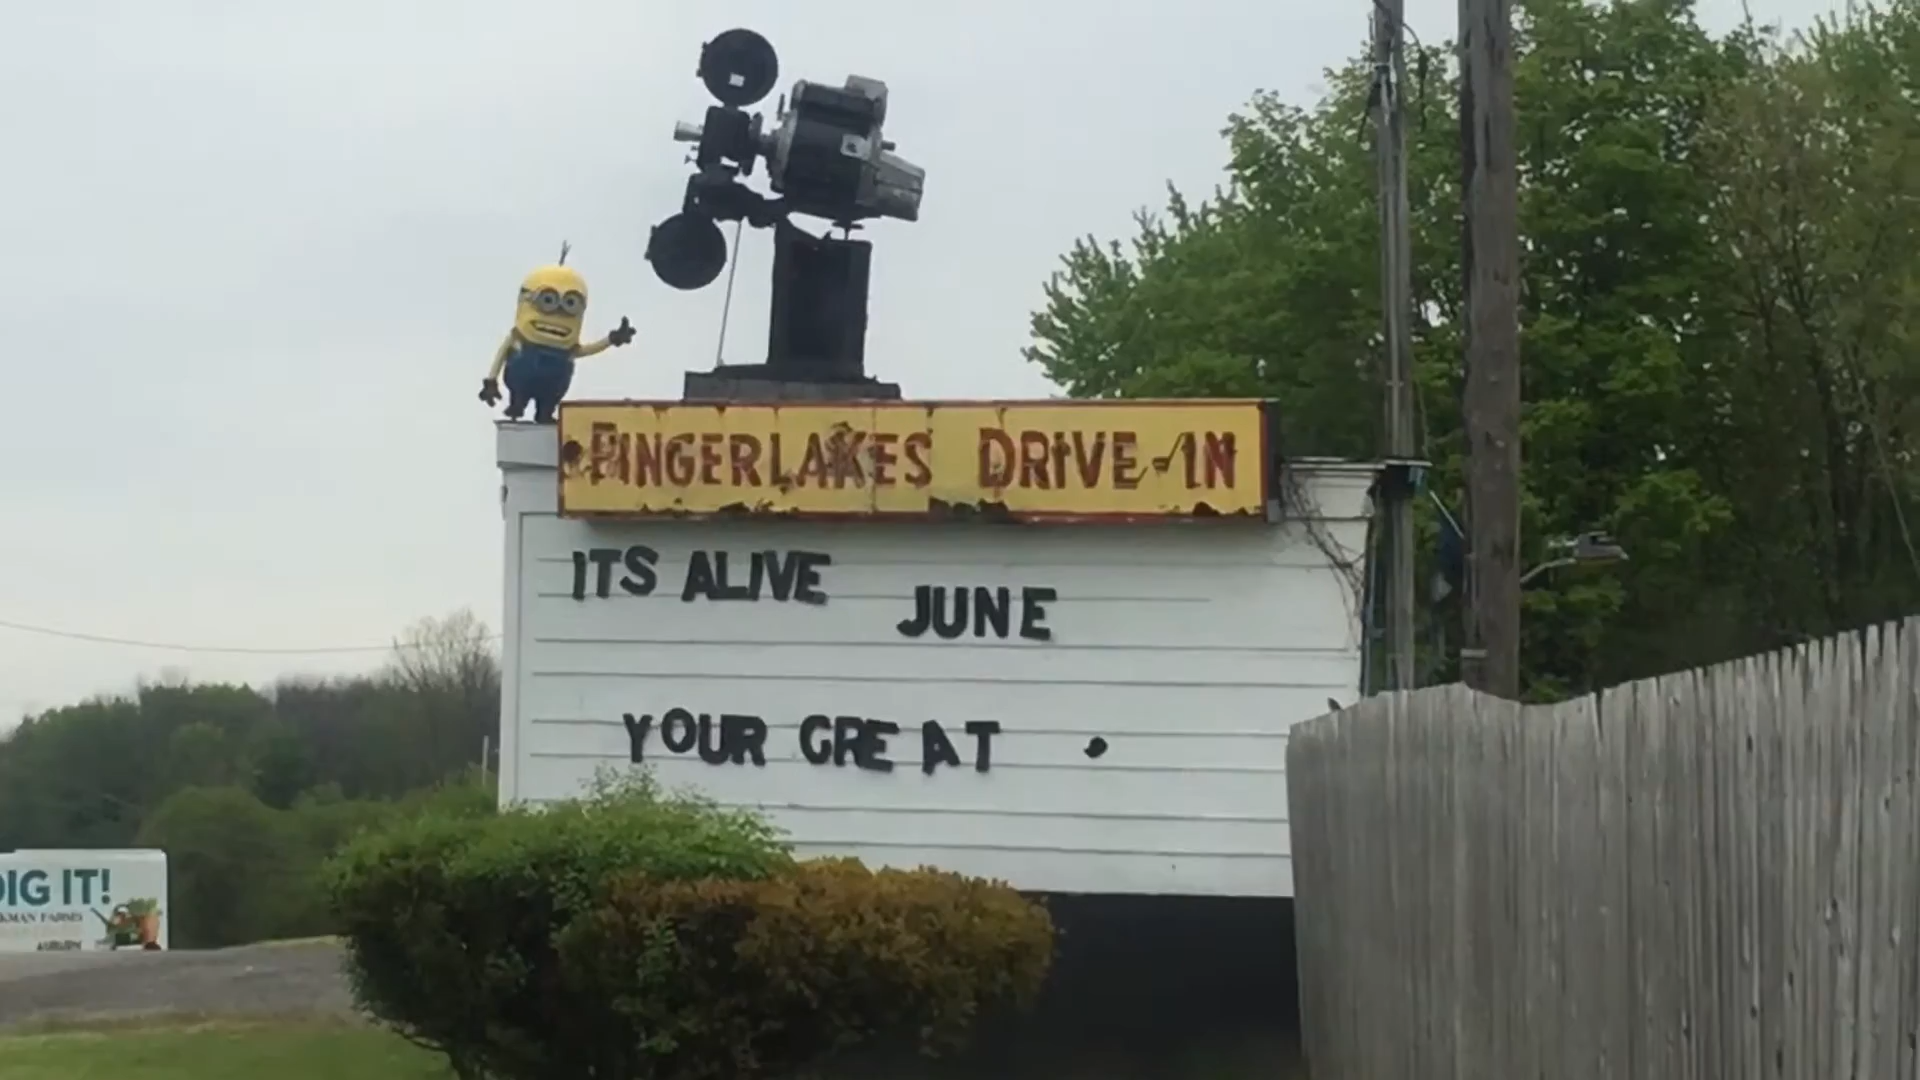 FINGERLAKES DRIVE-IN
ITS ALIVE JUNE
YOUR GREAT .
DIG IT!